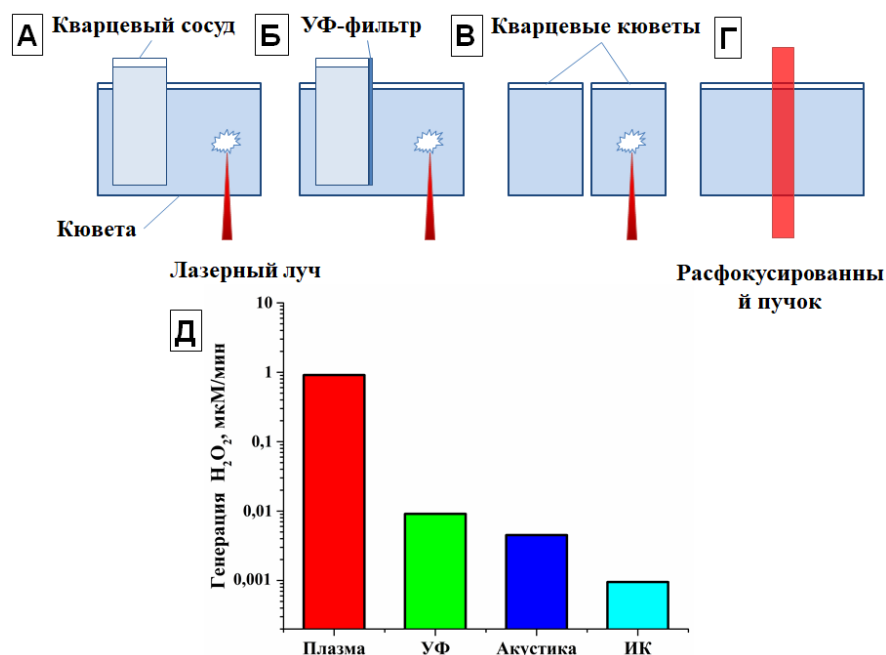 А
Кварцевый сосуд
Б
УФ-фильтр
В
Кварцевые кюветы
Г
Кювета
Лазерный луч
Расфокусированны
й пучок
Д
Генерация H₂O₂, мкМ/мин
10
1
0,1
0,01
0,001
Плазма
УФ
Акустика
ИК